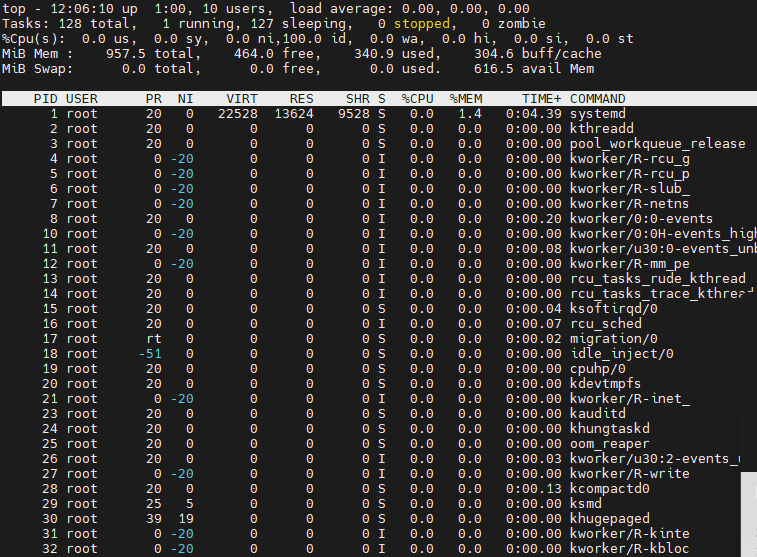 top - 12:06:10 up  1:00, 10 users,  load average: 0.00, 0.00, 0.00
Tasks: 128 total,   1 running, 127 sleeping,   0 stopped,   0 zombie
%Cpu(s):  0.0 us,  0.0 sy,  0.0 ni,100.0 id,  0.0 wa,  0.0 hi,  0.0 si,  0.0 st
MiB Mem :    957.5 total,    464.0 free,    340.9 used,    304.6 buff/cache
MiB Swap:      0.0 total,      0.0 free,      0.0 used.    616.5 avail Mem
PID USER      PR  NI    VIRT    RES    SHR S  %CPU  %MEM     TIME+ COMMAND
1 root      20   0   22528  13624   9528 S   0.0   1.4   0:04.39 systemd
2 root      20   0       0      0      0 S   0.0   0.0   0:00.00 kthreadd
3 root      20   0       0      0      0 S   0.0   0.0   0:00.00 pool_workqueue_release
4 root       0 -20       0      0      0 I   0.0   0.0   0:00.00 kworker/R-rcu_g
5 root       0 -20       0      0      0 I   0.0   0.0   0:00.00 kworker/R-rcu_p
6 root       0 -20       0      0      0 I   0.0   0.0   0:00.00 kworker/R-slub_
7 root       0 -20       0      0      0 I   0.0   0.0   0:00.00 kworker/R-netns
8 root      20   0       0      0      0 I   0.0   0.0   0:00.20 kworker/0:0-events
10 root       0 -20       0      0      0 I   0.0   0.0   0:00.00 kworker/0:0H-events_high
11 root      20   0       0      0      0 I   0.0   0.0   0:00.08 kworker/u30:0-events_unb
12 root       0 -20       0      0      0 I   0.0   0.0   0:00.00 kworker/R-mm_pe
13 root      20   0       0      0      0 I   0.0   0.0   0:00.00 rcu_tasks_rude_kthread
14 root      20   0       0      0      0 I   0.0   0.0   0:00.00 rcu_tasks_trace_kthread
15 root      20   0       0      0      0 S   0.0   0.0   0:00.04 ksoftirqd/0
16 root      20   0       0      0      0 I   0.0   0.0   0:00.07 rcu_sched
17 root      rt   0       0      0      0 S   0.0   0.0   0:00.02 migration/0
18 root     -51   0       0      0      0 S   0.0   0.0   0:00.00 idle_inject/0
19 root      20   0       0      0      0 S   0.0   0.0   0:00.00 cpuhp/0
20 root      20   0       0      0      0 S   0.0   0.0   0:00.00 kdevtmpfs
21 root       0 -20       0      0      0 I   0.0   0.0   0:00.00 kworker/R-inet_
23 root      20   0       0      0      0 S   0.0   0.0   0:00.00 kauditd
24 root      20   0       0      0      0 S   0.0   0.0   0:00.00 khungtaskd
25 root      20   0       0      0      0 S   0.0   0.0   0:00.00 oom_reaper
26 root      20   0       0      0      0 I   0.0   0.0   0:00.03 kworker/u30:2-events_u
27 root       0 -20       0      0      0 I   0.0   0.0   0:00.00 kworker/R-write
28 root      20   0       0      0      0 S   0.0   0.0   0:00.13 kcompactd0
29 root      25   5       0      0      0 S   0.0   0.0   0:00.00 ksmd
30 root      39  19       0      0      0 S   0.0   0.0   0:00.00 khugepaged
31 root       0 -20       0      0      0 I   0.0   0.0   0:00.00 kworker/R-kinte
32 root       0 -20       0      0      0 I   0.0   0.0   0:00.00 kworker/R-kbloc